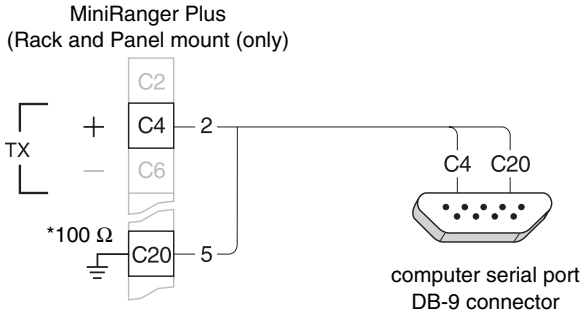 MiniRanger Plus
(Rack and Panel mount (only)
C2
+ C4 2
TX
− C6
C4 C20
*100 Ω
C20 5
computer serial port
DB-9 connector